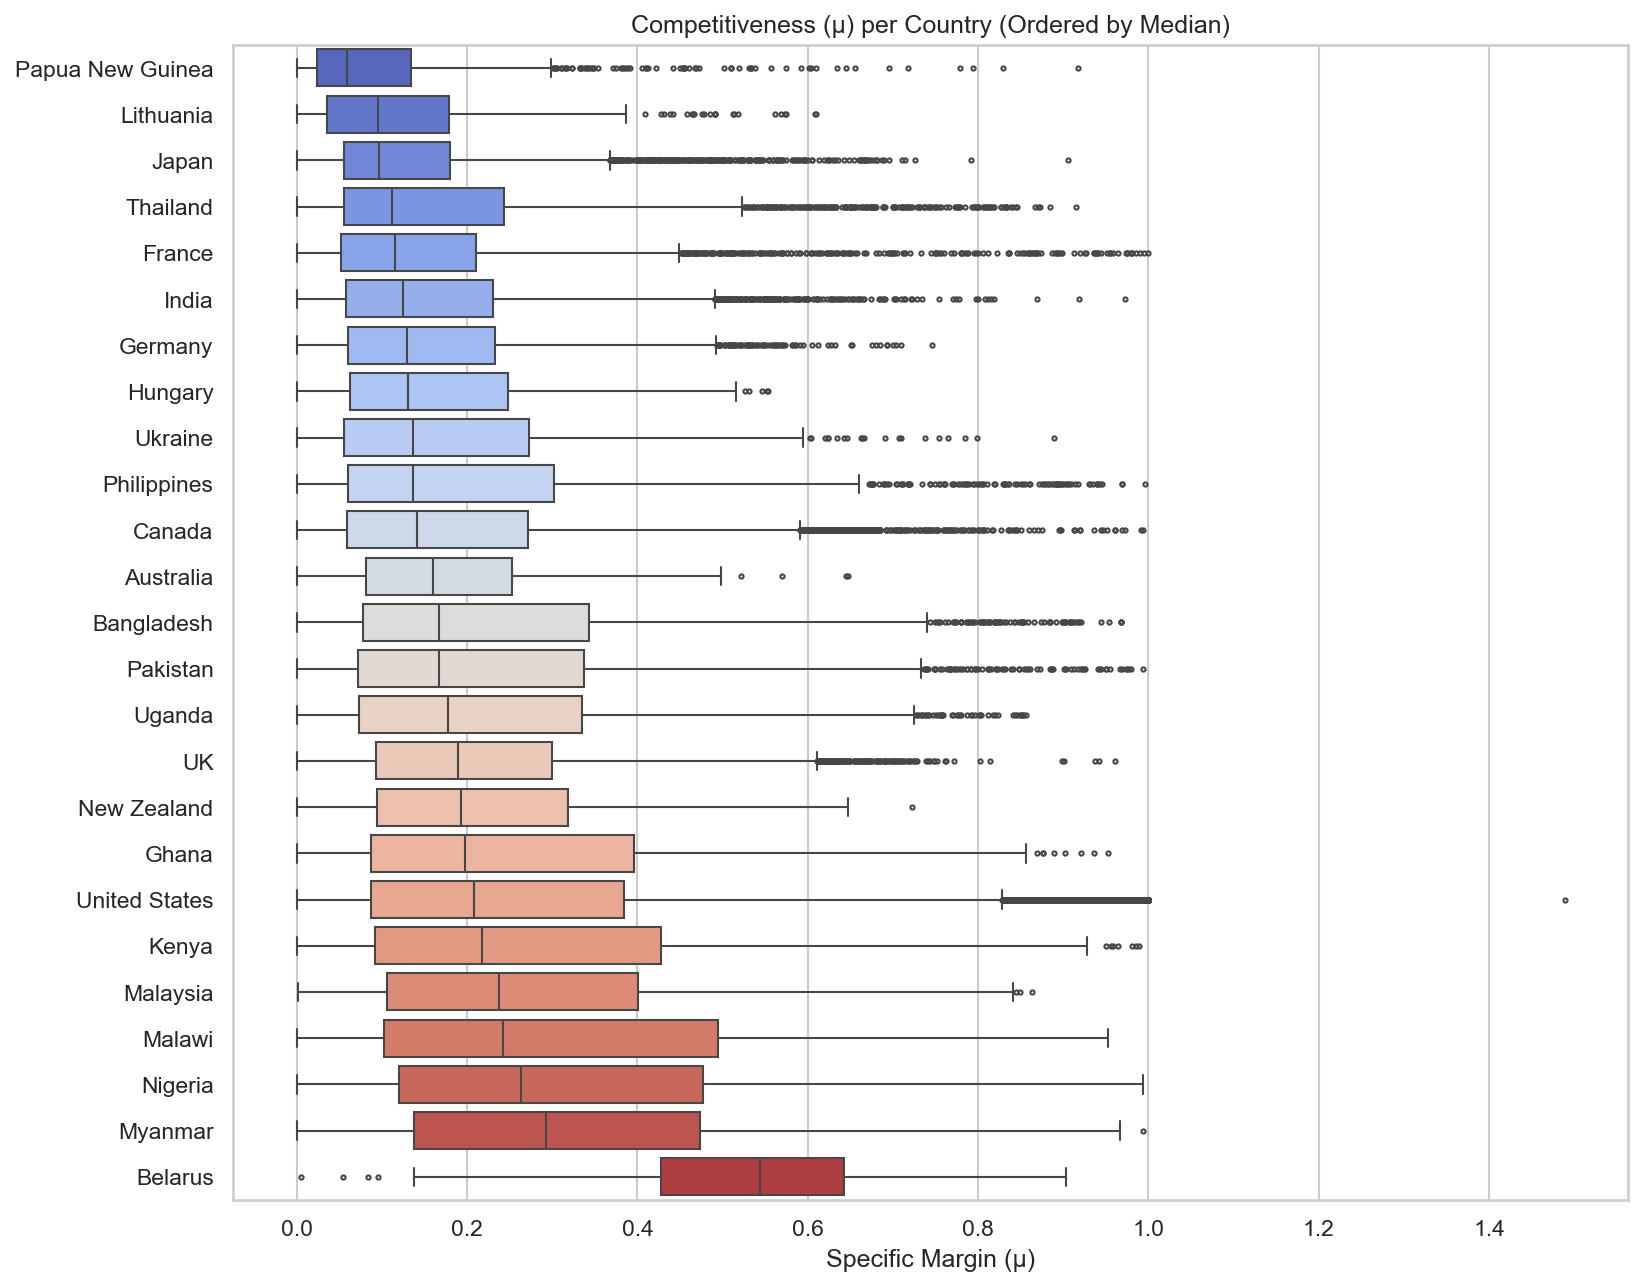 Competitiveness (μ) per Country (Ordered by Median)
Papua New Guinea
Lithuania
Japan
Thailand
France
India
Germany
Hungary
Ukraine
Philippines
Canada
Australia
Bangladesh
Pakistan
Uganda
UK
New Zealand
Ghana
United States
Kenya
Malaysia
Malawi
Nigeria
Myanmar
Belarus
0.0 0.2 0.4 0.6 0.8 1.0 1.2 1.4
Specific Margin (μ)